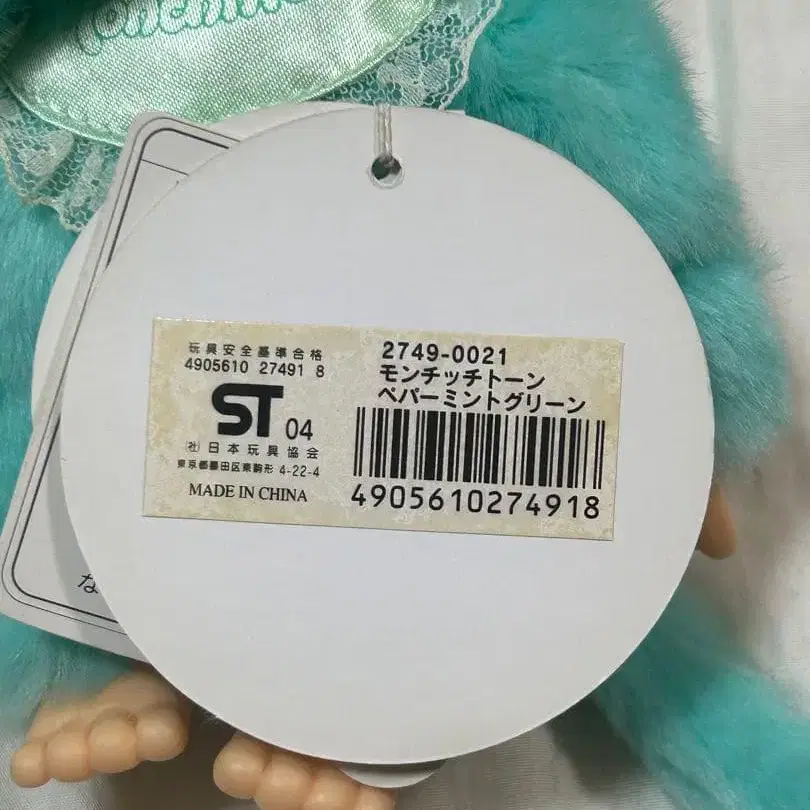 玩具安全基準合格
4905610 27491 8
ST 04
(社)日本玩具協会
東京都墨田区東駒形 4-22-4
MADE IN CHINA
2749-0021
モンチッチトーン
ペパーミントグリーン
4905610274918
な